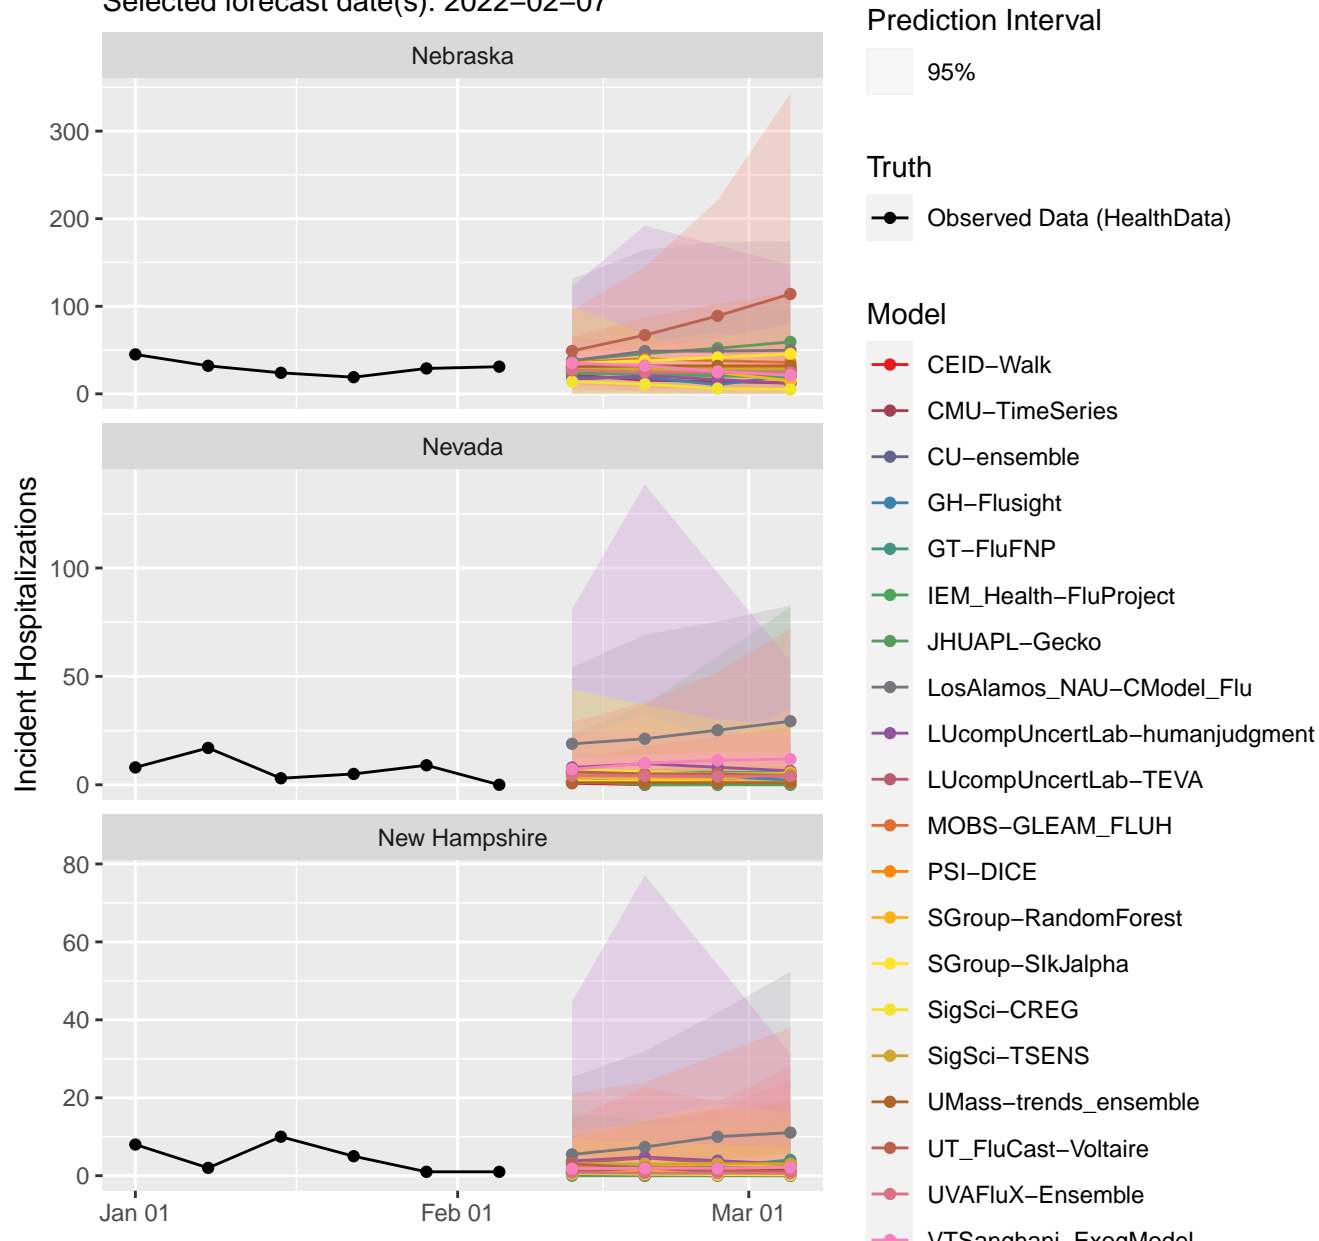 Selected forecast date(s): 2022−02−07
Nebraska
300
200
100
0
Nevada
100
50
0
New Hampshire
80
60
40
20
0
Jan 01
Feb 01
Mar 01
Incident Hospitalizations
Prediction Interval
95%
Truth
Observed Data (HealthData)
Model
CEID−Walk
CMU−TimeSeries
CU−ensemble
GH−Flusight
GT−FluFNP
IEM_Health−FluProject
JHUAPL−Gecko
LosAlamos_NAU−CModel_Flu
LUcompUncertLab−humanjudgment
LUcompUncertLab−TEVA
MOBS−GLEAM_FLUH
PSI−DICE
SGroup−RandomForest
SGroup−SIkJalpha
SigSci−CREG
SigSci−TSENS
UMass−trends_ensemble
UT_FluCast−Voltaire
UVAFluX−Ensemble
VTSanghani_ExogModel